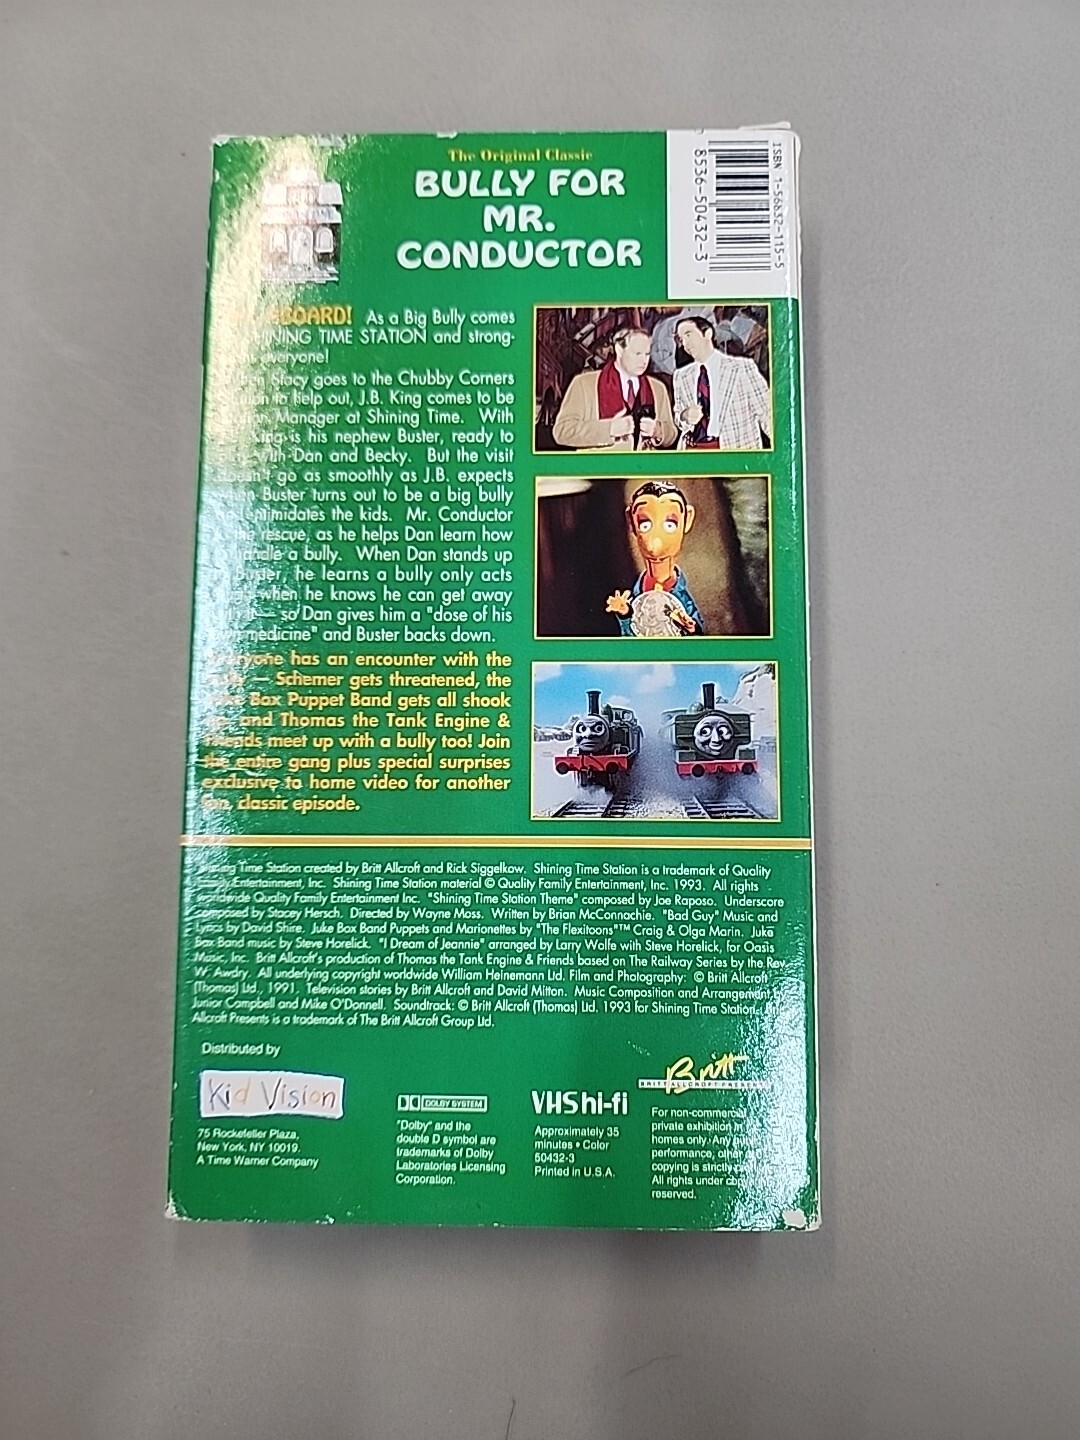 The Original Classic
BULLY FOR
MR.
CONDUCTOR
ISBN 1-56832-115-5
8536-50432-3 7
BOARD! As a Big Bully comes
SHINING TIME STATION and strong-
everyone!
Stacy goes to the Chubby Corners
to help out, J.B. King comes to be
Manager at Shining Time. With
King is his nephew Buster, ready to
with Dan and Becky. But the visit
doesn't go as smoothly as J.B. expects
when Buster turns out to be a big bully
intimidates the kids. Mr. Conductor
rescue, as he helps Dan learn how
handle a bully. When Dan stands up
Buster, he learns a bully only acts
when he knows he can get away
— so Dan gives him a "dose of his
medicine" and Buster backs down.
Everyone has an encounter with the
— Schemer gets threatened, the
Box Puppet Band gets all shook
and Thomas the Tank Engine &
Friends meet up with a bully too! Join
the entire gang plus special surprises
exclusive to home video for another
fun, classic episode.
Shining Time Station created by Britt Allcroft and Rick Siggelkow. Shining Time Station is a trademark of Quality
Family Entertainment, Inc. Shining Time Station material © Quality Family Entertainment, Inc. 1993. All rights
worldwide Quality Family Entertainment Inc. "Shining Time Station Theme" composed by Joe Raposo. Underscore
composed by Stacey Hersch. Directed by Wayne Moss. Written by Brian McConnachie. "Bad Guy" Music and
Lyrics by David Shire. Juke Box Band Puppets and Marionettes by "The Flexitoons"™ Craig & Olga Marin. Juke
Box Band music by Steve Horelick. "I Dream of Jeannie" arranged by Larry Wolfe with Steve Horelick, for Oasis
Music, Inc. Britt Allcroft's production of Thomas the Tank Engine & Friends based on The Railway Series by the Rev.
W. Awdry. All underlying copyright worldwide William Heinemann Ltd. Film and Photography: © Britt Allcroft
(Thomas) Ltd., 1991. Television stories by Britt Allcroft and David Mitton. Music Composition and Arrangement by
Junior Campbell and Mike O'Donnell. Soundtrack: © Britt Allcroft (Thomas) Ltd. 1993 for Shining Time Station.
Allcroft Presents is a trademark of The Britt Allcroft Group Ltd.
Distributed by
Kid Vision
75 Rockefeller Plaza,
New York, NY 10019.
A Time Warner Company
DOLBY SYSTEM
"Dolby" and the
double D symbol are
trademarks of Dolby
Laboratories Licensing
Corporation.
VHS hi-fi
Approximately 35
minutes • Color
50432-3
Printed in U.S.A.
Britt
BRITT ALLCROFT PRESENTS
For non-commercial
private exhibition in
homes only. Any
performance, other
copying is strictly
All rights under
reserved.